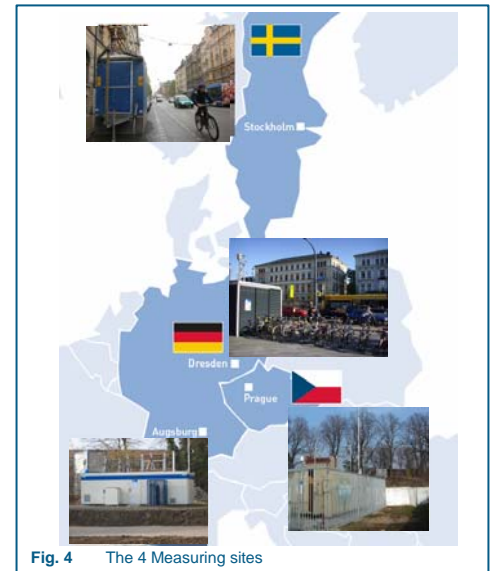 Stockholm
Dresden
Prague
Augsburg
Fig. 4 The 4 Measuring sites